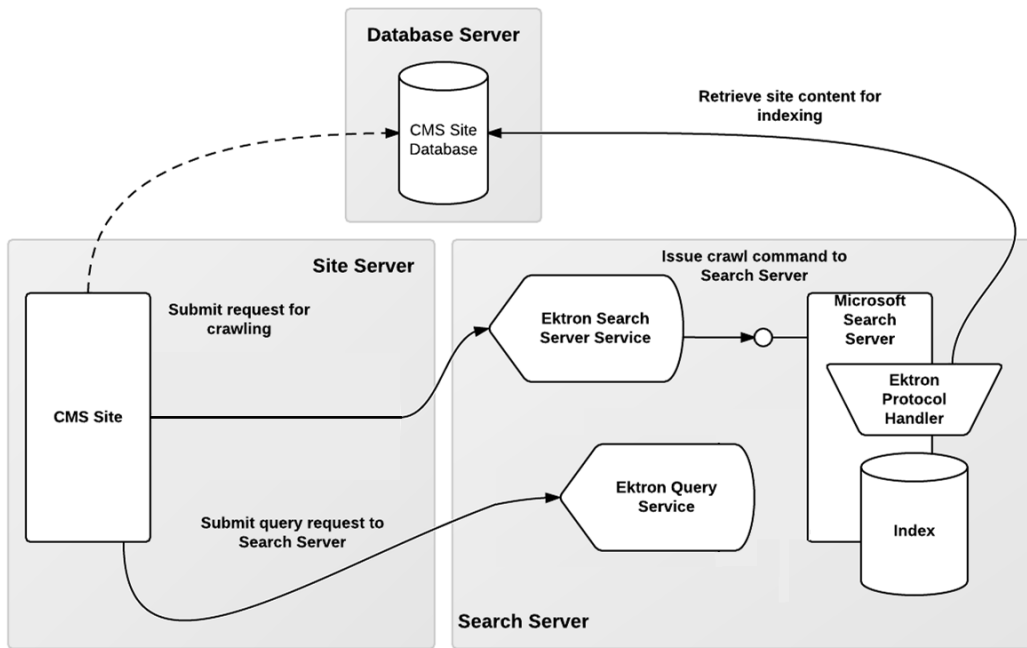 Database Server
CMS Site
Database
Retrieve site content for
indexing
Site Server
Submit request for
crawling
CMS Site
Submit query request to
Search Server
Issue crawl command to
Search Server
Ektron Search
Server Service
Microsoft
Search
Server
Ektron
Protocol
Handler
Ektron Query
Service
Index
Search Server